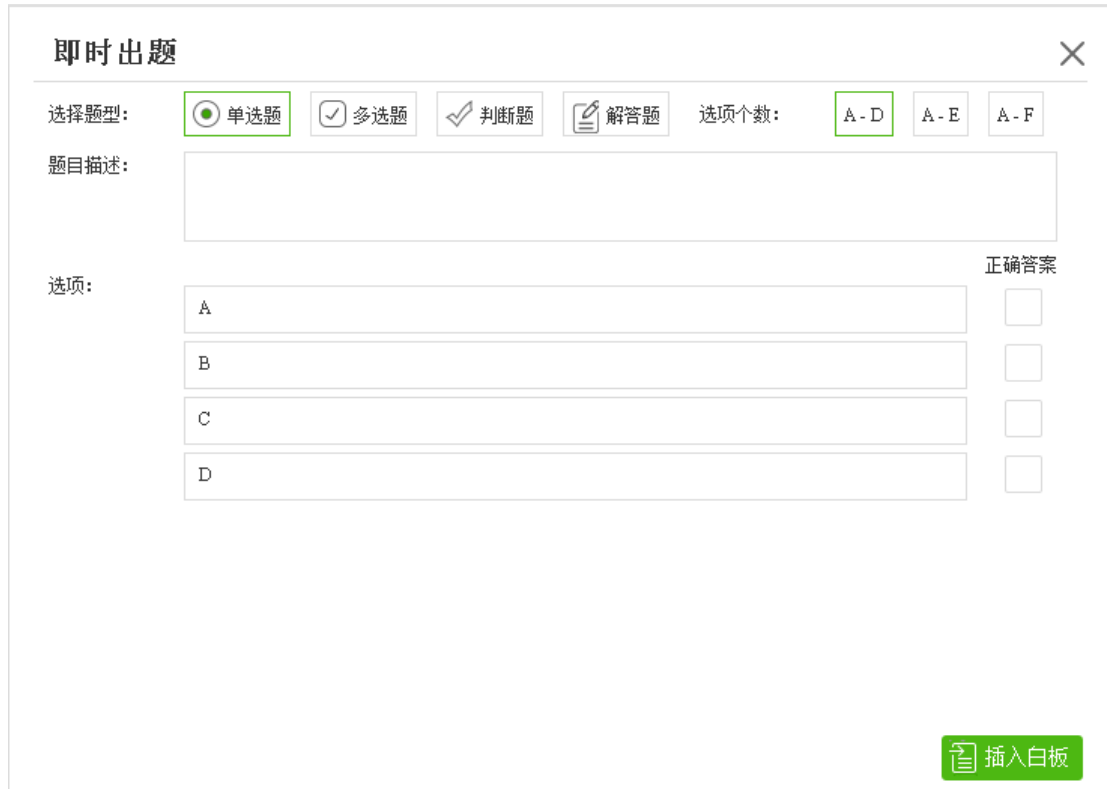 即时出题
选择题型: 单选题 多选题 判断题 解答题 选项个数: A-D A-E A-F
题目描述:
正确答案
选项:
A
B
C
D
插入白板